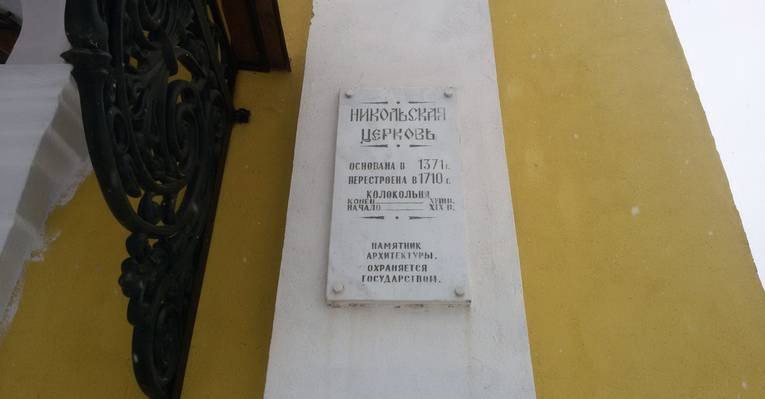 НИКОЛЬСКАЯ
ЦЕРКОВЬ
ОСНОВАНА В 1371 г.
ПЕРЕСТРОЕНА В 1710 г.
КОЛОКОЛЬНЯ
КОНЕЦ XVIII В.
НАЧАЛО XIX В.
ПАМЯТНИК
АРХИТЕКТУРЫ.
ОХРАНЯЕТСЯ
ГОСУДАРСТВОМ.